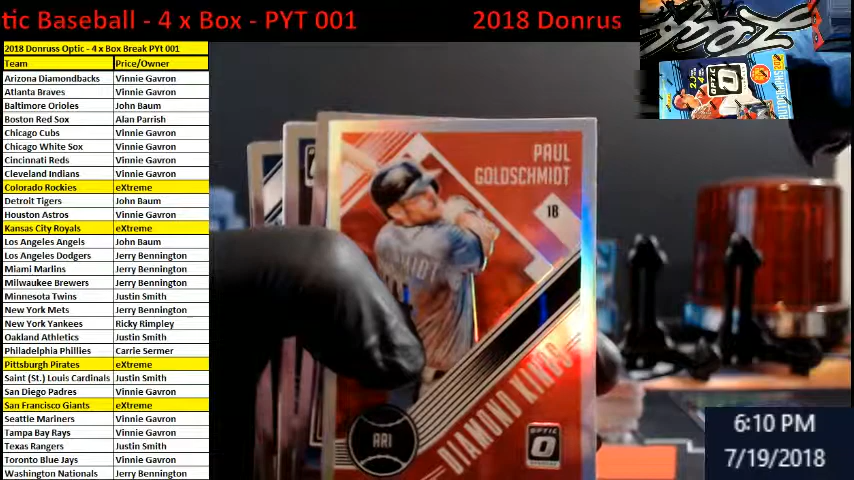 tic Baseball - 4 x Box - PYT 001
2018 Donrus
2018 Donruss Optic - 4 x Box Break PYt 001
Team Price/Owner
Arizona Diamondbacks Vinnie Gavron
Atlanta Braves Vinnie Gavron
Baltimore Orioles John Baum
Boston Red Sox Alan Parrish
Chicago Cubs Vinnie Gavron
Chicago White Sox Vinnie Gavron
Cincinnati Reds Vinnie Gavron
Cleveland Indians Vinnie Gavron
Colorado Rockies eXtreme
Detroit Tigers John Baum
Houston Astros Vinnie Gavron
Kansas City Royals eXtreme
Los Angeles Angels John Baum
Los Angeles Dodgers Jerry Bennington
Miami Marlins Jerry Bennington
Milwaukee Brewers Jerry Bennington
Minnesota Twins Justin Smith
New York Mets Jerry Bennington
New York Yankees Ricky Rimpley
Oakland Athletics Justin Smith
Philadelphia Phillies Carrie Sermer
Pittsburgh Pirates eXtreme
Saint (St.) Louis Cardinals Justin Smith
San Diego Padres Vinnie Gavron
San Francisco Giants eXtreme
Seattle Mariners Vinnie Gavron
Tampa Bay Rays Vinnie Gavron
Texas Rangers Justin Smith
Toronto Blue Jays Vinnie Gavron
Washington Nationals Jerry Bennington
PAUL
GOLDSCHMIDT
18
ARI
DIAMOND KINGS
OPTIC
Leaf
OPTIC
AUTOGRAPHS
6:10 PM
7/19/2018